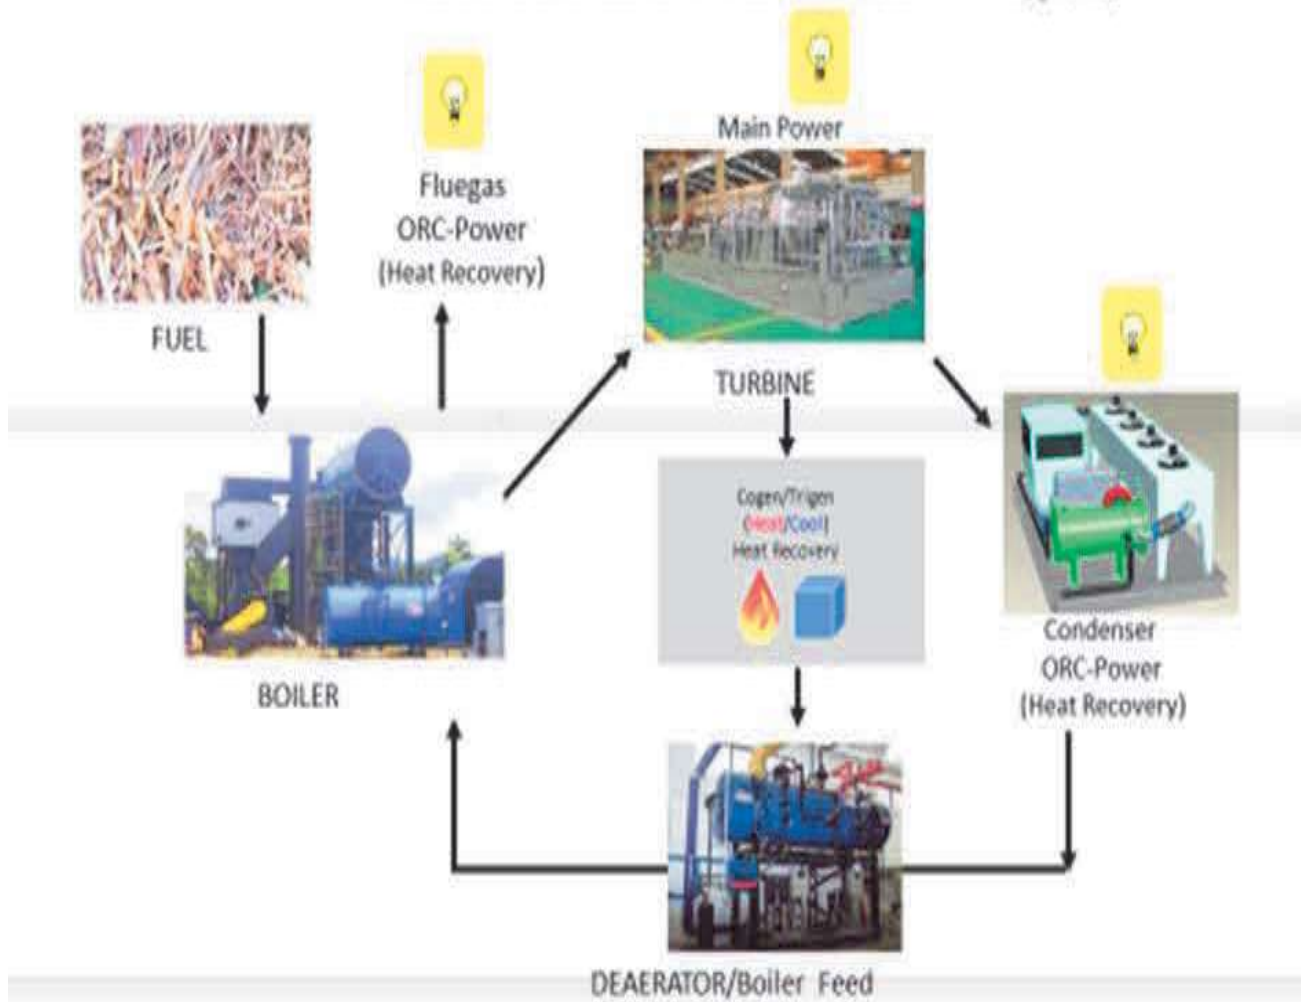 Main Power
Fluegas
ORC-Power
(Heat Recovery)
FUEL
TURBINE
Cogen/Trigen
(Heat/Cool)
Heat Recovery
Condenser
ORC-Power
(Heat Recovery)
BOILER
DEAERATOR/Boiler Feed